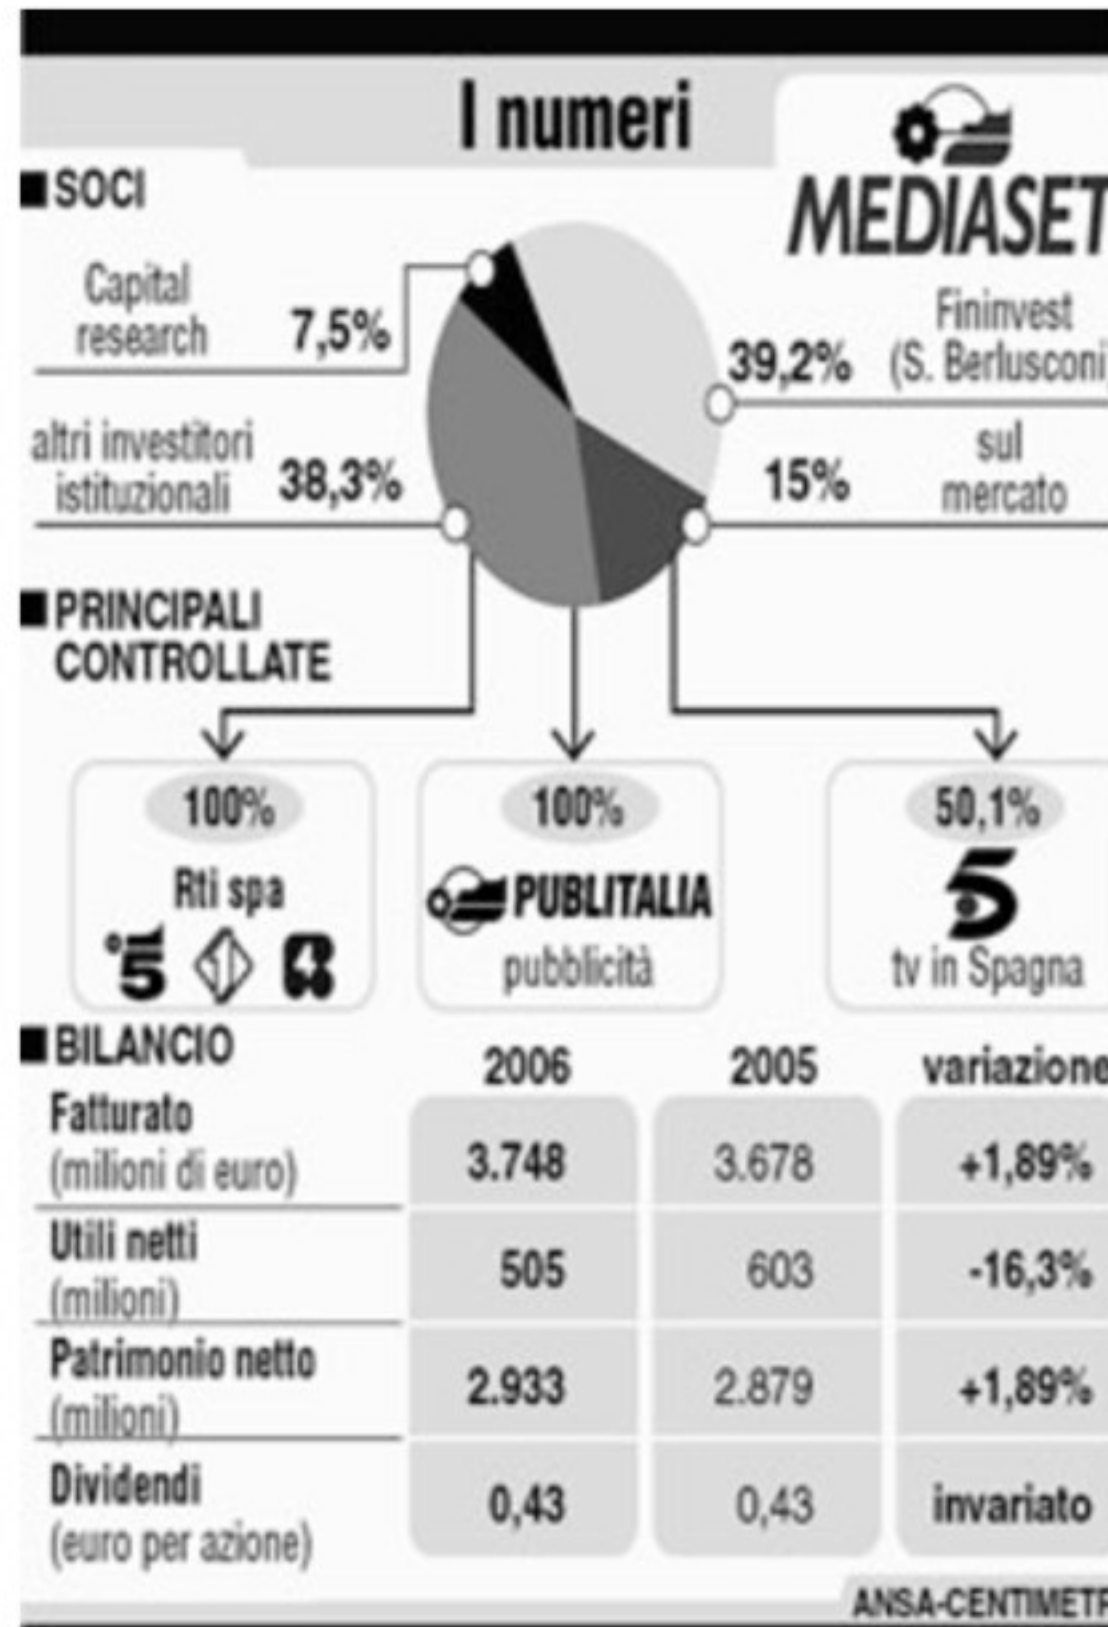 I numeri
MEDIASET
SOCI
Capital
research
7,5%
altri investitori
istituzionali
38,3%
39,2%
Fininvest
(S. Berlusconi)
15%
sul
mercato
PRINCIPALI
CONTROLLATE
100%
Rti spa
5
100%
PUBLITALIA
pubblicità
50,1%
5
tv in Spagna
BILANCIO
2006 2005 variazione
Fatturato
(milioni di euro)
3.748 3.678 +1,89%
Utili netti
(milioni)
505 603 -16,3%
Patrimonio netto
(milioni)
2.933 2.879 +1,89%
Dividendi
(euro per azione)
0,43 0,43 invariato
ANSA-CENTIMETR